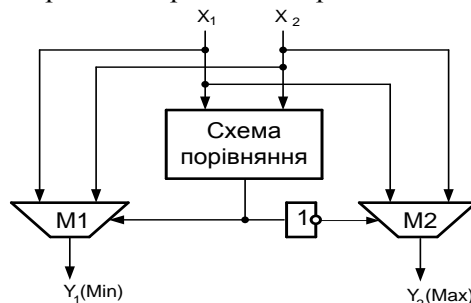 X₁ X₂
Схема
порівняння
M1 1 M2
Y₁(Min) Y₂(Max)